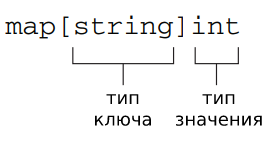 map[string]int
тип тип
ключа значения